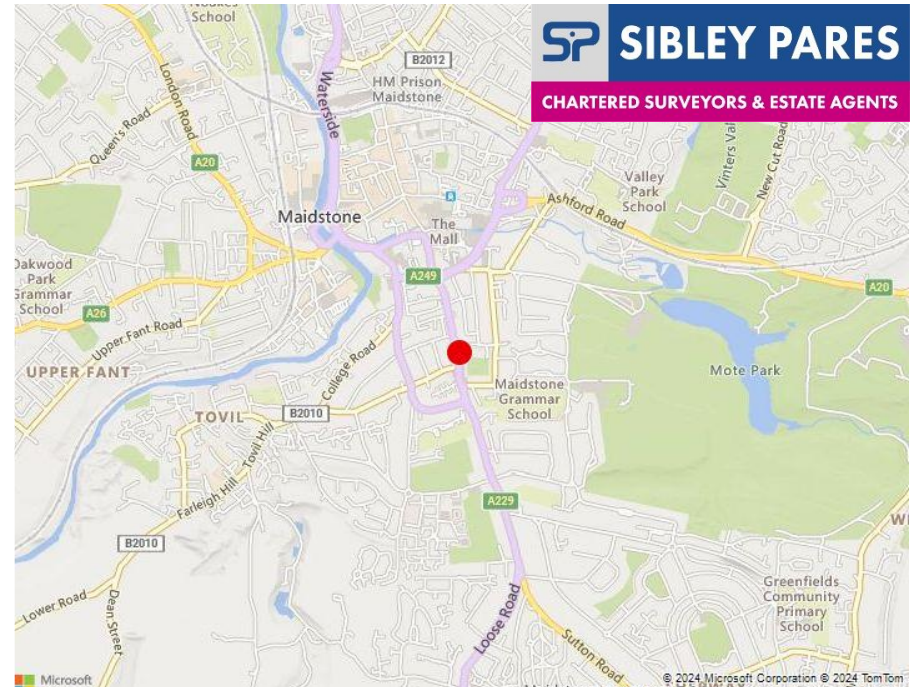 Noakes
School
SP
SIBLEY PARES
CHARTERED SURVEYORS & ESTATE AGENTS
B2012
HM Prison
Maidstone
Waterside
London Road
Queen's Road
A20
Valley
Park
School
Vinters Val
New Cut Road
Ashford Road
Maidstone
The
Mall
A249
A20
Oakwood
Park
Grammar
School
A26
Upper Fant Road
UPPER FANT
College Road
Mote Park
Maidstone
Grammar
School
TOVIL
B2010
Tovil Hill
Farleigh Hill
A229
B2010
Lower Road
Dean Street
Loose Road
Sutton Road
Greenfields
Community
Primary
School
Microsoft
© 2024 Microsoft Corporation © 2024 TomTom